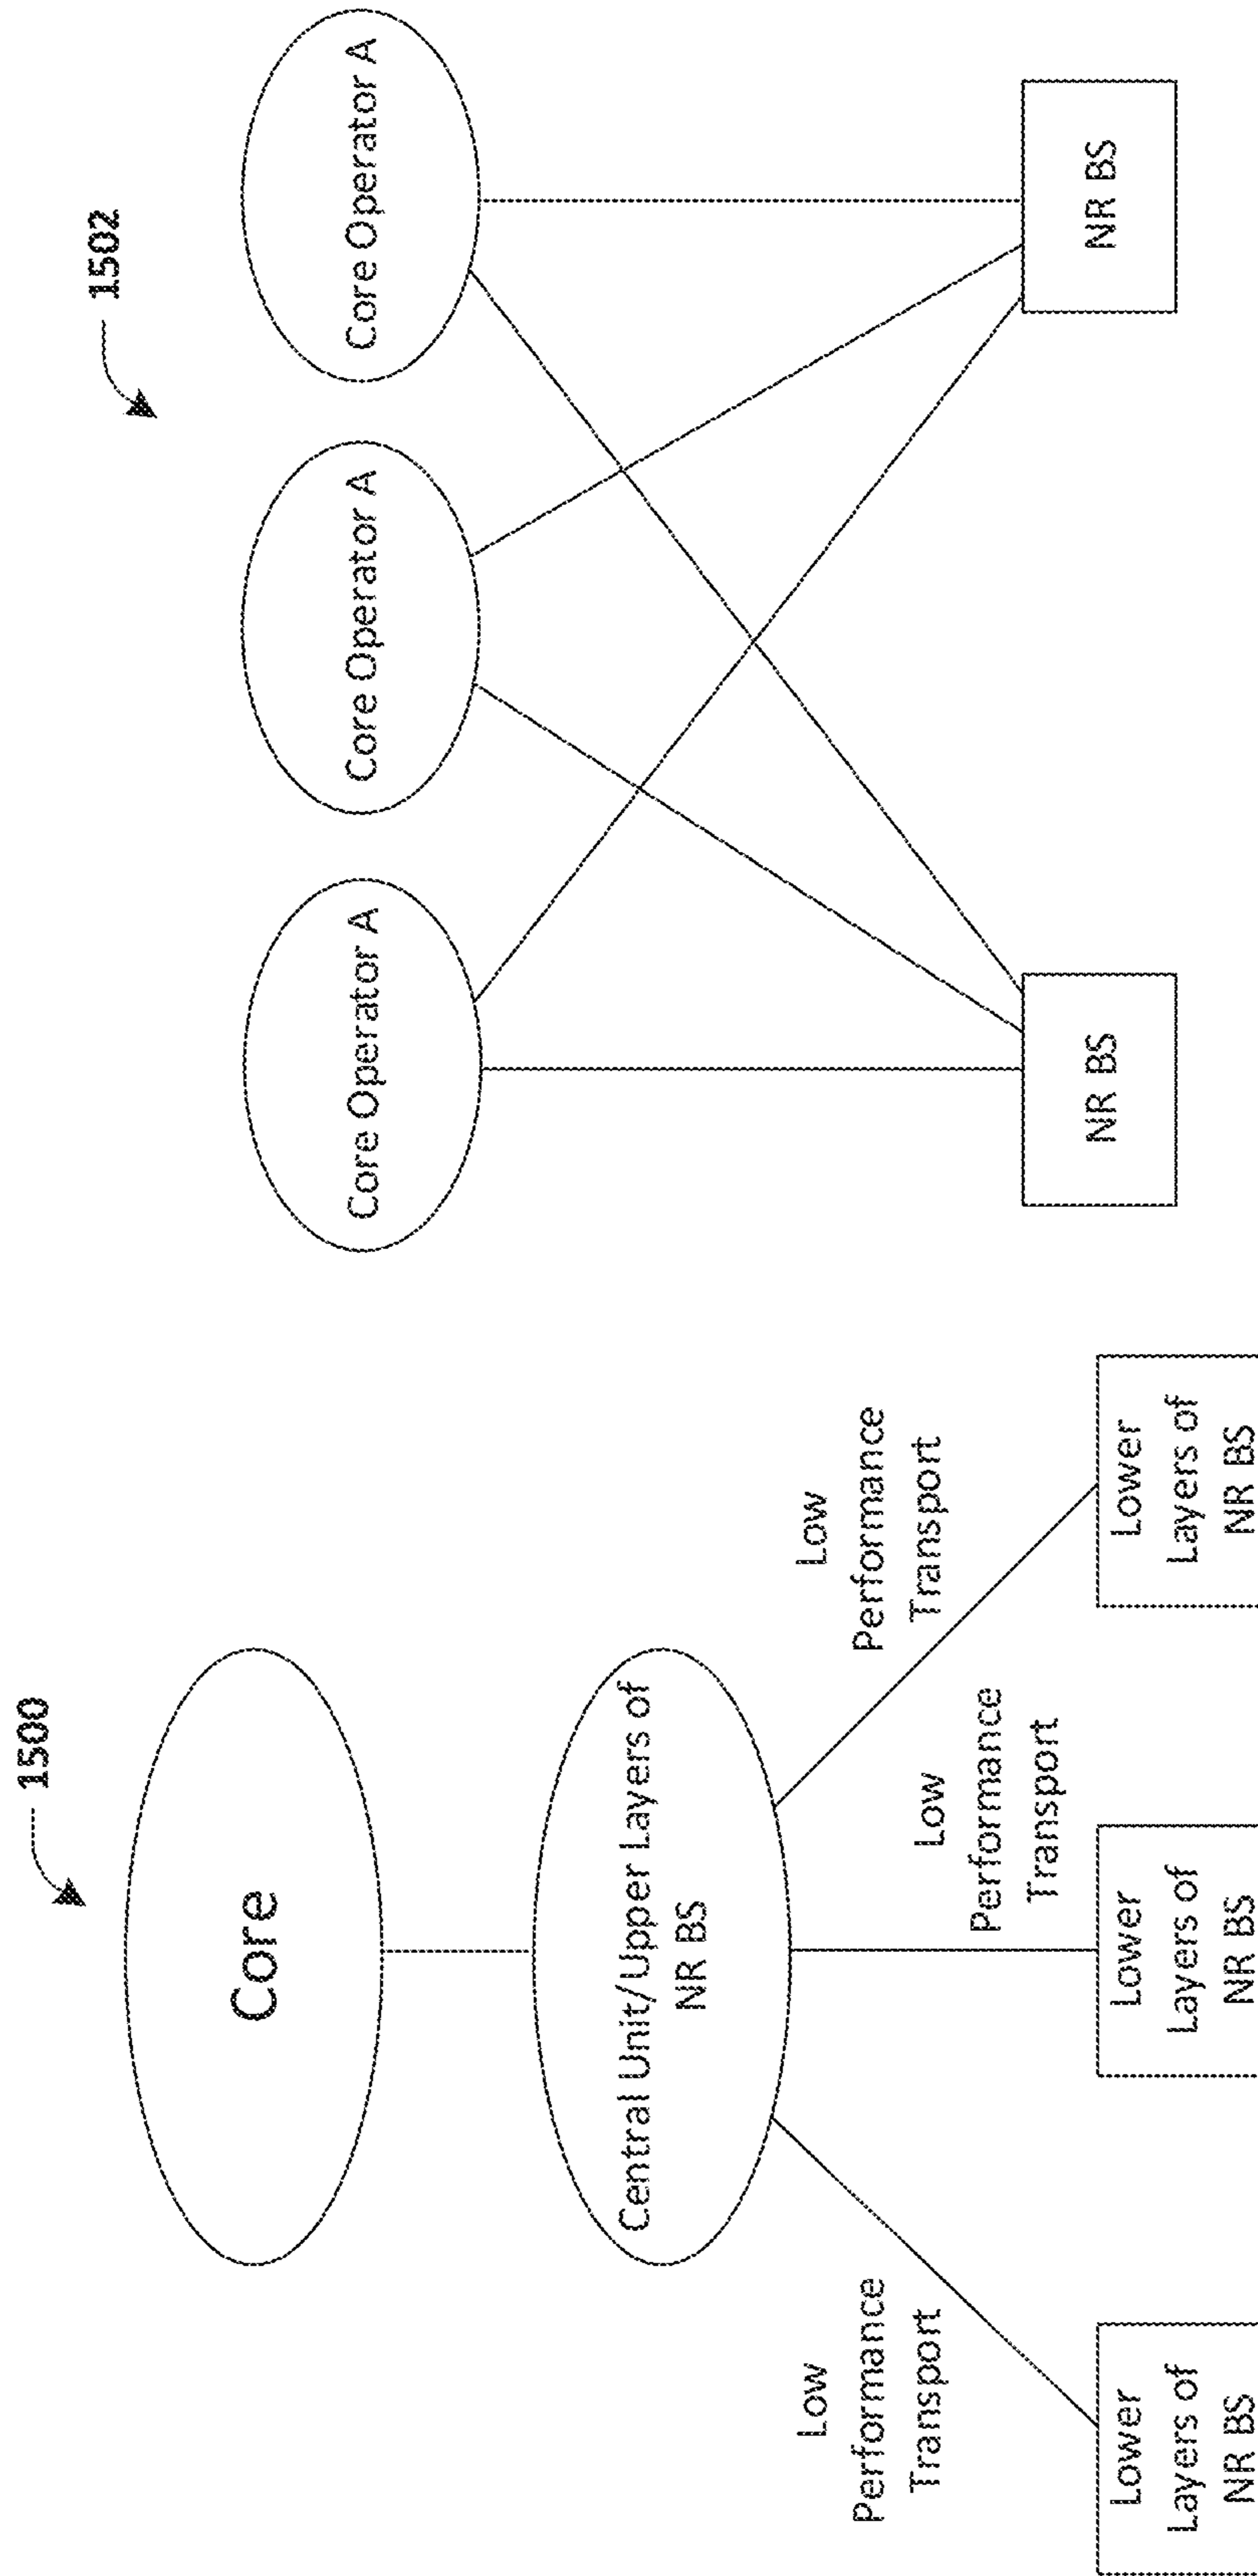 1500
Core
Central Unit/Upper Layers of
NR BS
Low
Performance
Transport
Low
Performance
Transport
Low
Performance
Transport
Lower
Layers of
NR BS
Lower
Layers of
NR BS
Lower
Layers of
NR BS
1502
Core Operator A
Core Operator A
Core Operator A
NR BS
NR BS